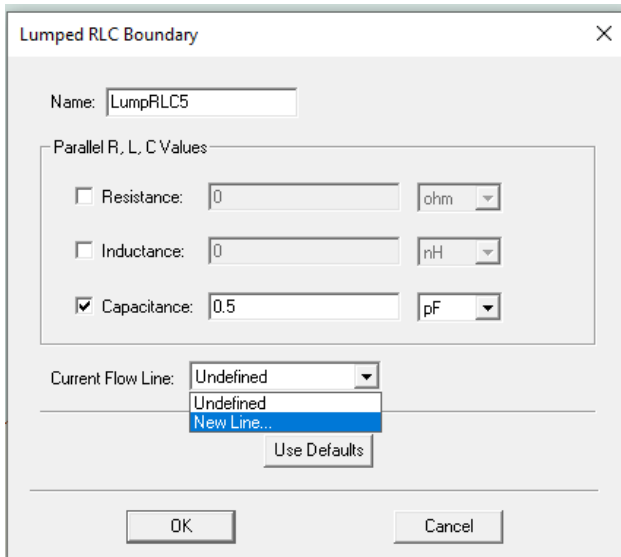 Lumped RLC Boundary
Name: LumpRLC5
Parallel R, L, C Values
Resistance: 0 ohm
Inductance: 0 nH
Capacitance: 0.5 pF
Current Flow Line: Undefined
Undefined
New Line...
Use Defaults
OK Cancel